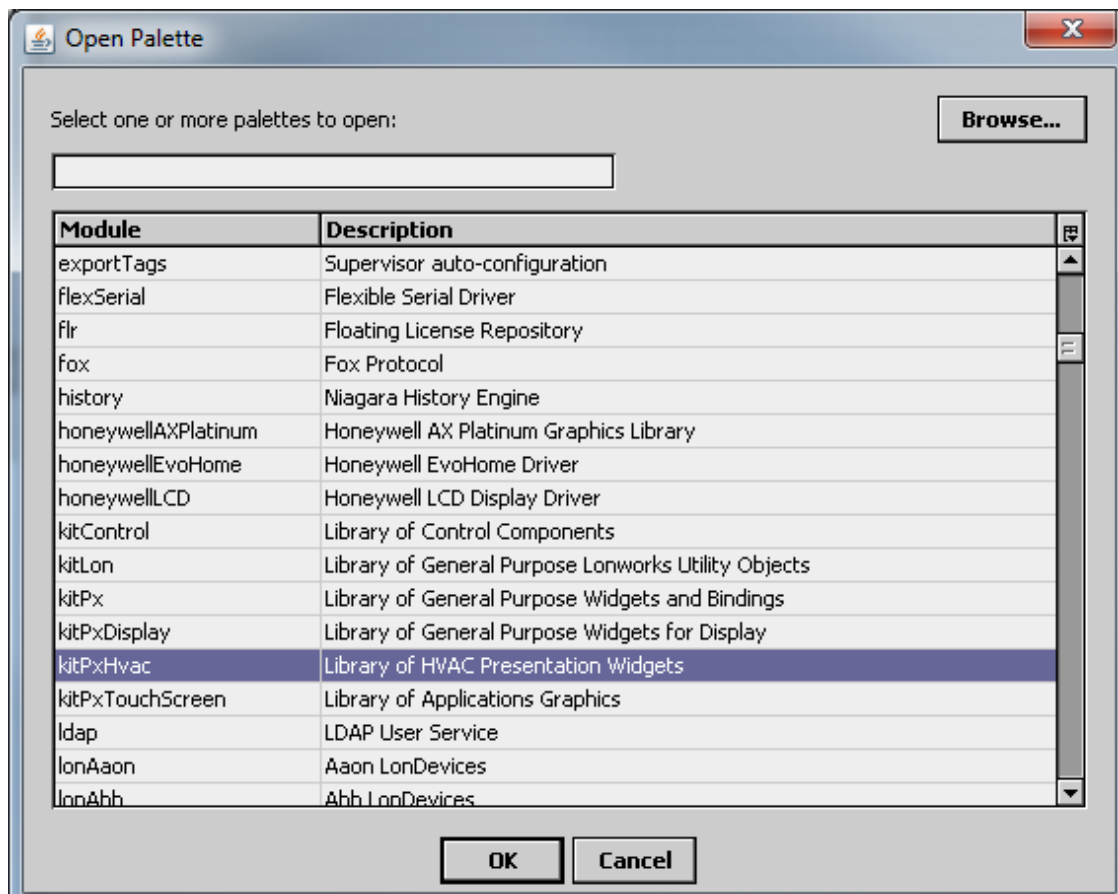 Open Palette
Select one or more palettes to open:
Browse...
Module Description
exportTags Supervisor auto-configuration
flexSerial Flexible Serial Driver
flr Floating License Repository
fox Fox Protocol
history Niagara History Engine
honeywellAXPlatinum Honeywell AX Platinum Graphics Library
honeywellEvoHome Honeywell EvoHome Driver
honeywellLCD Honeywell LCD Display Driver
kitControl Library of Control Components
kitLon Library of General Purpose Lonworks Utility Objects
kitPx Library of General Purpose Widgets and Bindings
kitPxDisplay Library of General Purpose Widgets for Display
kitPxHvac Library of HVAC Presentation Widgets
kitPxTouchScreen Library of Applications Graphics
ldap LDAP User Service
lonAaon Aaon LonDevices
lonAbb Abb LonDevices
OK Cancel